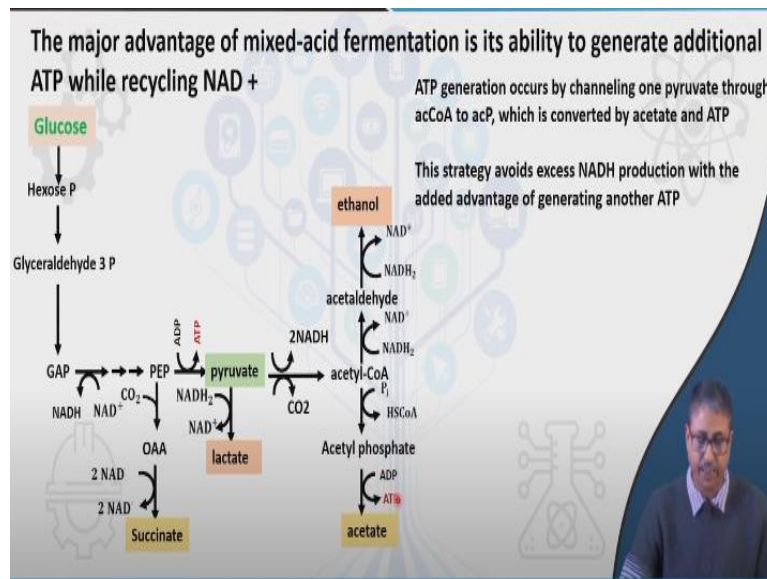 The major advantage of mixed-acid fermentation is its ability to generate additional
ATP while recycling NAD +
ATP generation occurs by channeling one pyruvate through
acCoA to acP, which is converted by acetate and ATP
This strategy avoids excess NADH production with the
added advantage of generating another ATP
Glucose
Hexose P
Glyceraldehyde 3 P
ethanol
NAD⁺
NADH₂
acetaldehyde
NAD⁺
NADH₂
GAP
NADH
NAD⁺
PEP
ADP
ATP
pyruvate
2NADH
CO2
acetyl-CoA
CO₂
NADH₂
NAD⁺
Pᵢ
HSCoA
OAA
lactate
Acetyl phosphate
2 NAD
2 NAD
ADP
Succinate
acetate